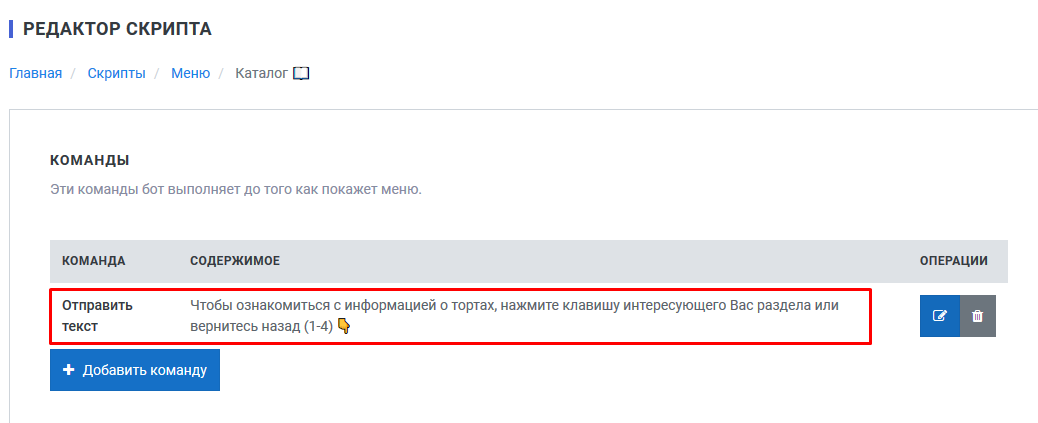 РЕДАКТОР СКРИПТА
Главная / Скрипты / Меню / Каталог 📖
КОМАНДЫ
Эти команды бот выполняет до того как покажет меню.
КОМАНДА СОДЕРЖИМОЕ ОПЕРАЦИИ
Отправить текст Чтобы ознакомиться с информацией о тортах, нажмите клавишу интересующего Вас раздела или
вернитесь назад (1-4) 👇
+ Добавить команду